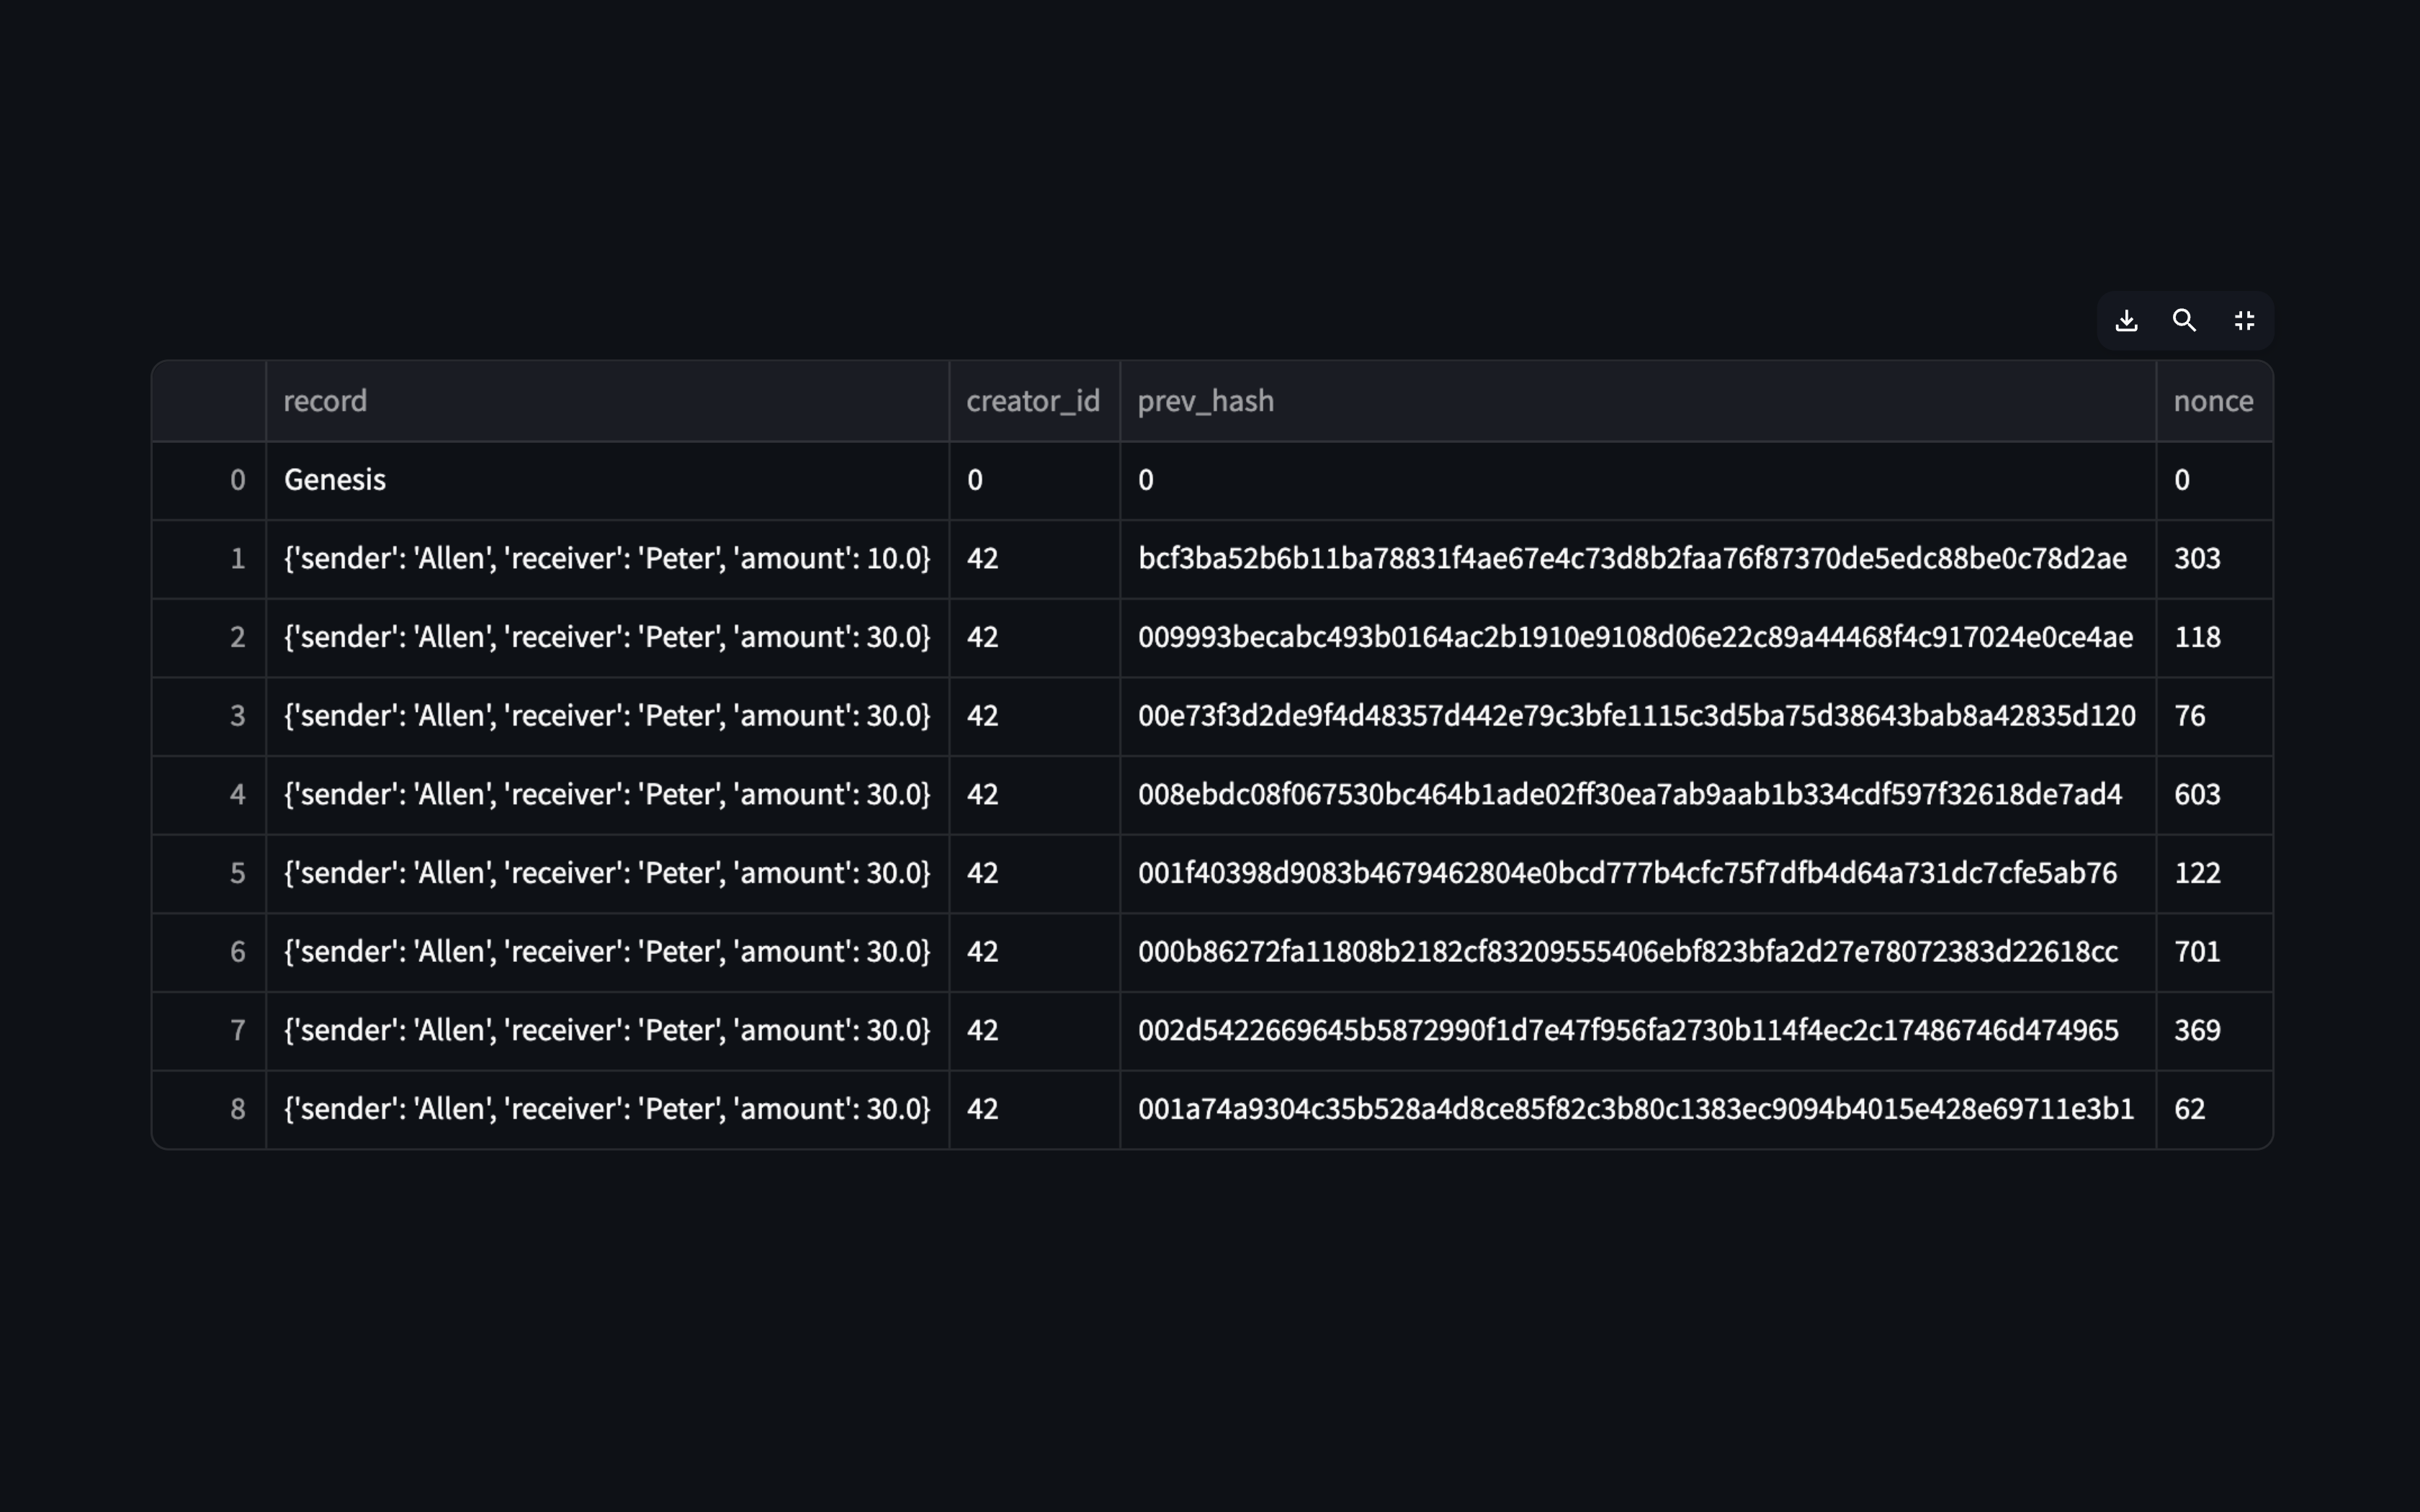 record creator_id prev_hash nonce
0 Genesis 0 0 0
1 {'sender': 'Allen', 'receiver': 'Peter', 'amount': 10.0} 42 bcf3ba52b6b11ba78831f4ae67e4c73d8b2faa76f87370de5edc88be0c78d2ae 303
2 {'sender': 'Allen', 'receiver': 'Peter', 'amount': 30.0} 42 009993becabc493b0164ac2b1910e9108d06e22c89a44468f4c917024e0ce4ae 118
3 {'sender': 'Allen', 'receiver': 'Peter', 'amount': 30.0} 42 00e73f3d2de9f4d48357d442e79c3bfe1115c3d5ba75d38643bab8a42835d120 76
4 {'sender': 'Allen', 'receiver': 'Peter', 'amount': 30.0} 42 008ebdc08f067530bc464b1ade02ff30ea7ab9aab1b334cdf597f32618de7ad4 603
5 {'sender': 'Allen', 'receiver': 'Peter', 'amount': 30.0} 42 001f40398d9083b4679462804e0bcd777b4cfc75f7dfb4d64a731dc7cfe5ab76 122
6 {'sender': 'Allen', 'receiver': 'Peter', 'amount': 30.0} 42 000b86272fa11808b2182cf83209555406ebf823bfa2d27e78072383d22618cc 701
7 {'sender': 'Allen', 'receiver': 'Peter', 'amount': 30.0} 42 002d5422669645b5872990f1d7e47f956fa2730b114f4ec2c17486746d474965 369
8 {'sender': 'Allen', 'receiver': 'Peter', 'amount': 30.0} 42 001a74a9304c35b528a4d8ce85f82c3b80c1383ec9094b4015e428e69711e3b1 62